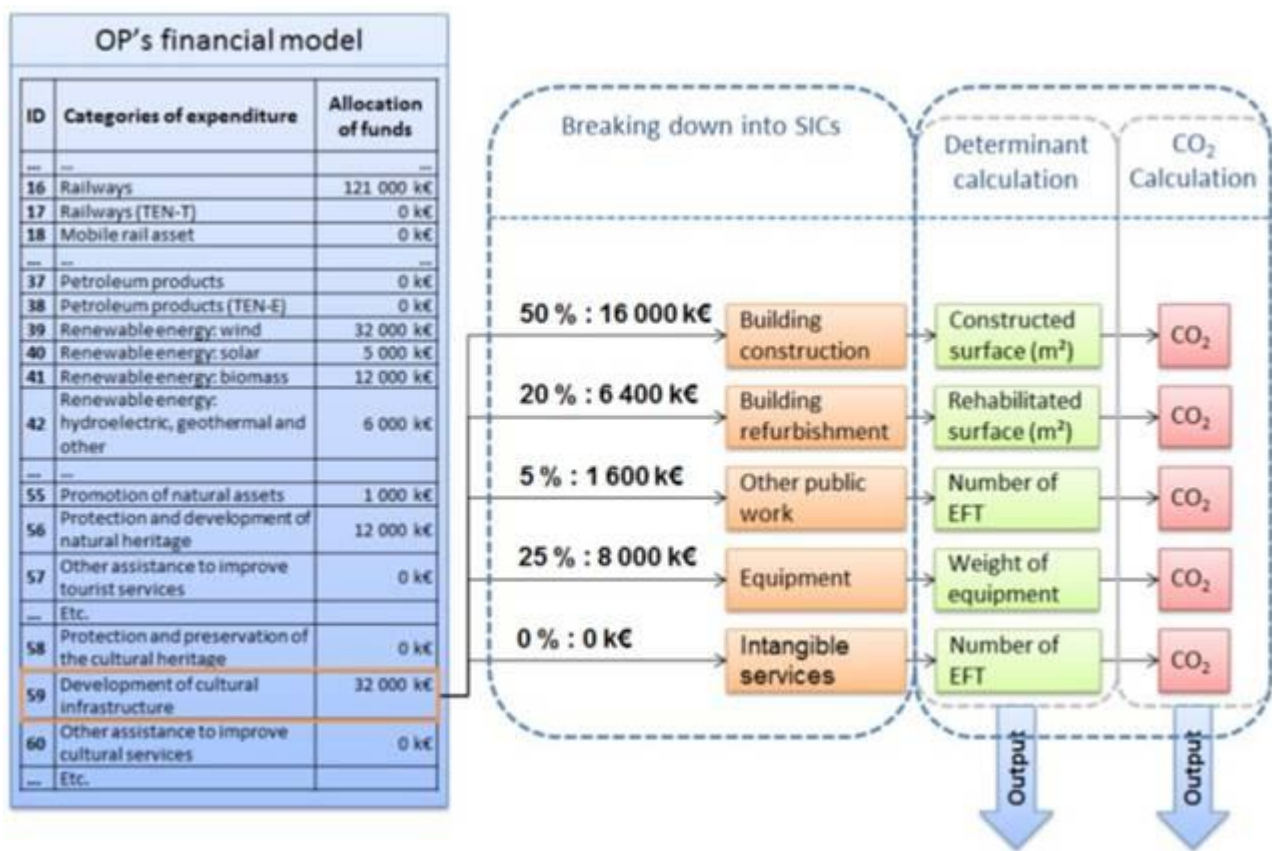 OP's financial model
ID Categories of expenditure Allocation of funds
... ... ...
16 Railways 121 000 k€
17 Railways (TEN-T) 0 k€
18 Mobile rail asset 0 k€
... ... ...
37 Petroleum products 0 k€
38 Petroleum products (TEN-E) 0 k€
39 Renewable energy: wind 32 000 k€
40 Renewable energy: solar 5 000 k€
41 Renewable energy: biomass 12 000 k€
42 Renewable energy: hydroelectric, geothermal and other 6 000 k€
... ...
55 Promotion of natural assets 1 000 k€
56 Protection and development of natural heritage 12 000 k€
57 Other assistance to improve tourist services 0 k€
... Etc.
58 Protection and preservation of the cultural heritage 0 k€
59 Development of cultural infrastructure 32 000 k€
60 Other assistance to improve cultural services 0 k€
... Etc.
Breaking down into SICs
Determinant
calculation
CO₂
Calculation
50 % : 16 000 k€
Building
construction
Constructed
surface (m²)
CO₂
20 % : 6 400 k€
Building
refurbishment
Rehabilitated
surface (m²)
CO₂
5 % : 1 600 k€
Other public
work
Number of
EFT
CO₂
25 % : 8 000 k€
Equipment
Weight of
equipment
CO₂
0 % : 0 k€
Intangible
services
Number of
EFT
CO₂
Output
Output